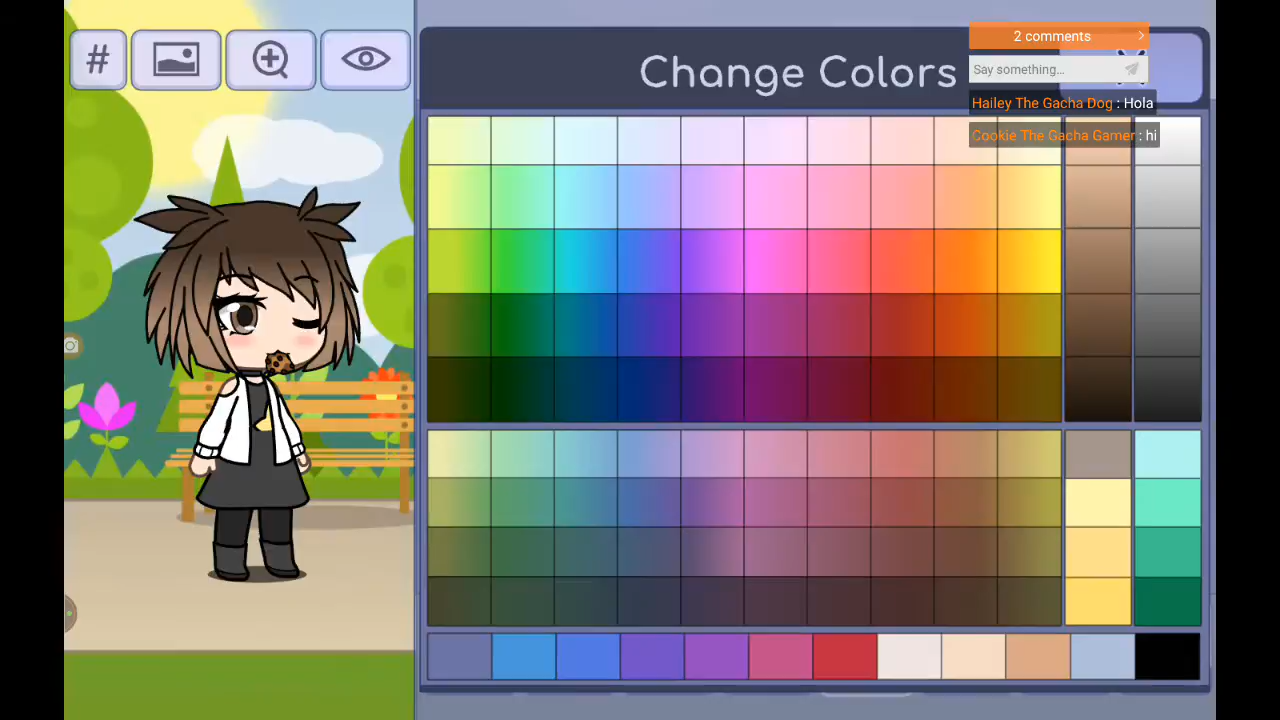 #
Change Colors
2 comments
Say something...
Hailey The Gacha Dog : Hola
Cookie The Gacha Gamer : hi